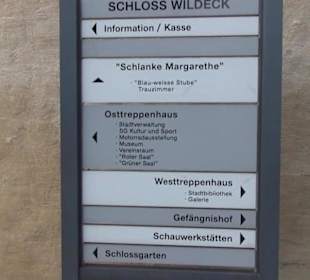 SCHLOSS WILDECK
Information / Kasse
"Schlanke Margarethe"
- "Blau-weisse Stube"
Trauzimmer
Osttreppenhaus
- Stadtverwaltung
SG Kultur und Sport
- Motorradausstellung
- Museum
- Vereinsraum
- "Roter Saal"
- "Grüner Saal"
Westtreppenhaus
- Stadtbibliothek
- Galerie
Gefängnishof
Schauwerkstätten
Schlossgarten